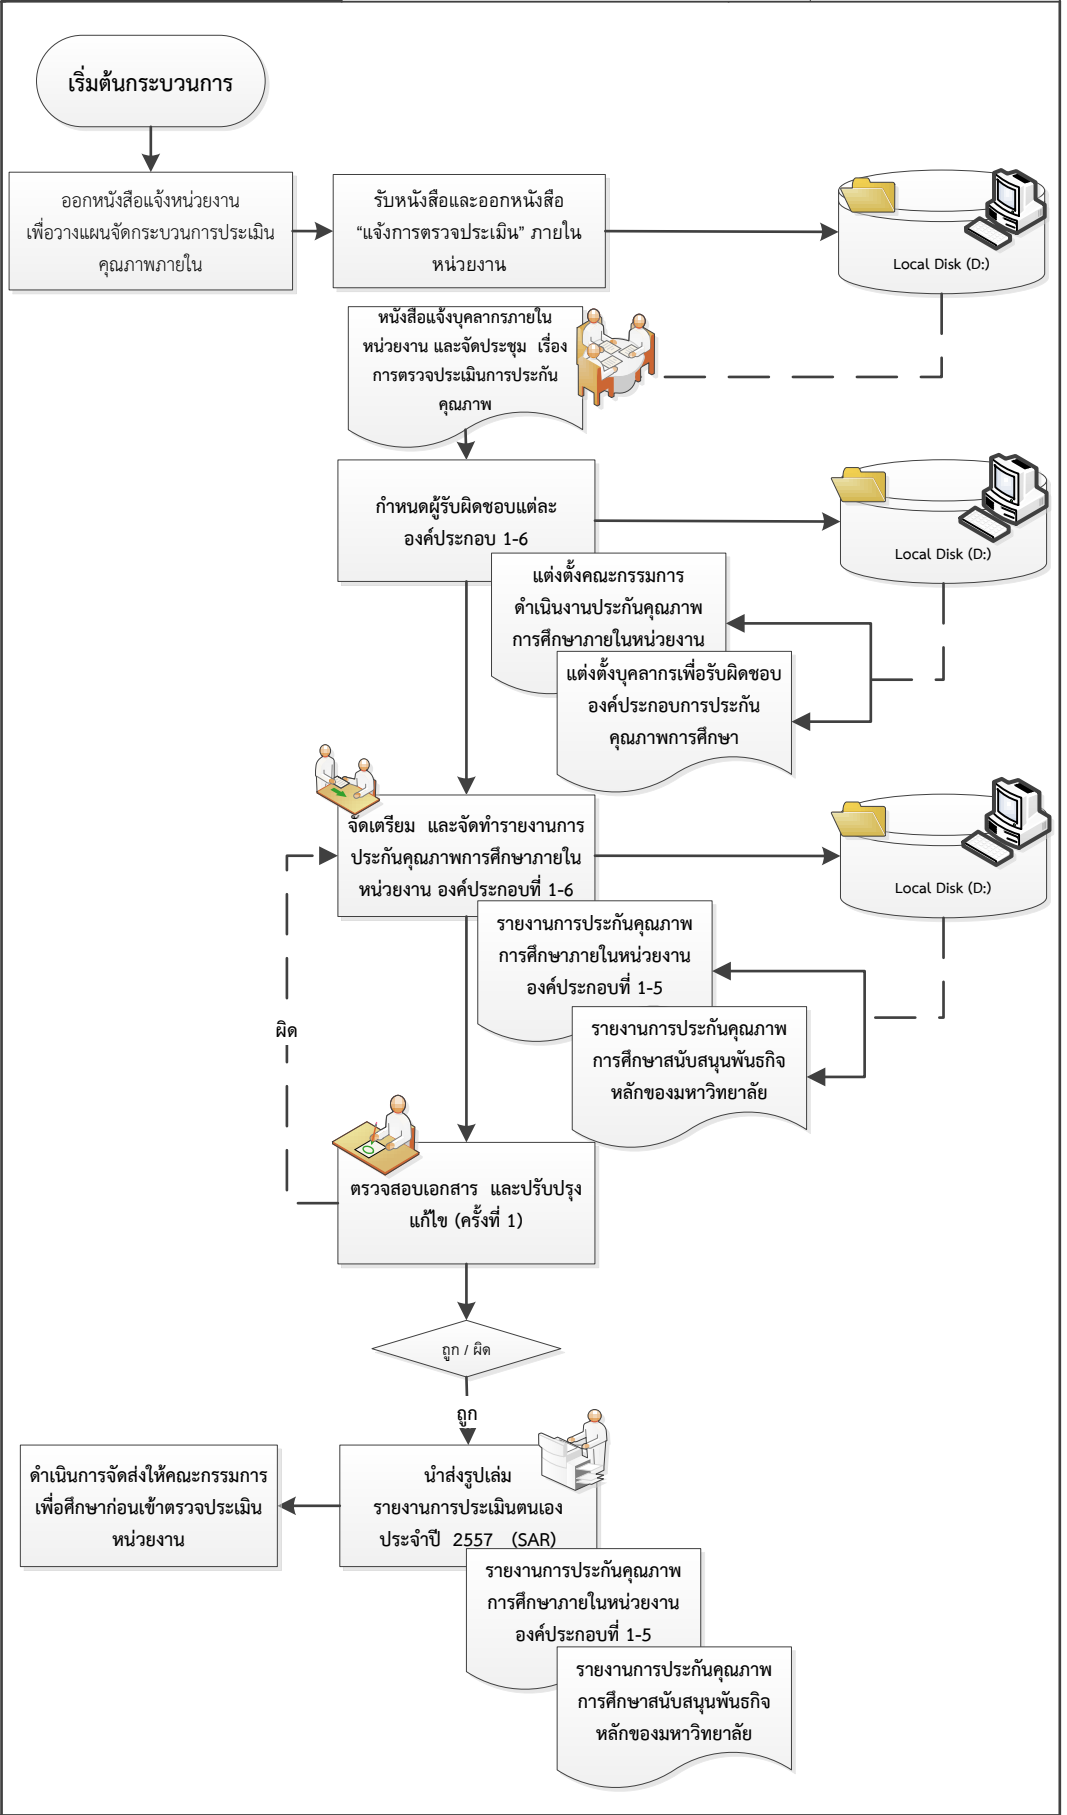 เริ่มต้นกระบวนการ
ออกหนังสือแจ้งหน่วยงาน
เพื่อวางแผนจัดกระบวนการประเมิน
คุณภาพภายใน
รับหนังสือและออกหนังสือ
“แจ้งการตรวจประเมิน” ภายใน
หน่วยงาน
Local Disk (D:)
หนังสือแจ้งบุคลากรภายใน
หน่วยงาน และจัดประชุม เรื่อง
การตรวจประเมินการประกัน
คุณภาพ
กำหนดผู้รับผิดชอบแต่ละ
องค์ประกอบ 1-6
Local Disk (D:)
แต่งตั้งคณะกรรมการ
ดำเนินงานประกันคุณภาพ
การศึกษาภายในหน่วยงาน
แต่งตั้งบุคลากรเพื่อรับผิดชอบ
องค์ประกอบการประกัน
คุณภาพการศึกษา
จัดเตรียม และจัดทำรายงานการ
ประกันคุณภาพการศึกษาภายใน
หน่วยงาน องค์ประกอบที่ 1-6
Local Disk (D:)
รายงานการประกันคุณภาพ
การศึกษาภายในหน่วยงาน
องค์ประกอบที่ 1-5
รายงานการประกันคุณภาพ
การศึกษาสนับสนุนพันธกิจ
หลักของมหาวิทยาลัย
ผิด
ตรวจสอบเอกสาร และปรับปรุง
แก้ไข (ครั้งที่ 1)
ถูก / ผิด
ถูก
นำส่งรูปเล่ม
รายงานการประเมินตนเอง
ประจำปี 2557 (SAR)
ดำเนินการจัดส่งให้คณะกรรมการ
เพื่อศึกษาก่อนเข้าตรวจประเมิน
หน่วยงาน
รายงานการประกันคุณภาพ
การศึกษาภายในหน่วยงาน
องค์ประกอบที่ 1-5
รายงานการประกันคุณภาพ
การศึกษาสนับสนุนพันธกิจ
หลักของมหาวิทยาลัย